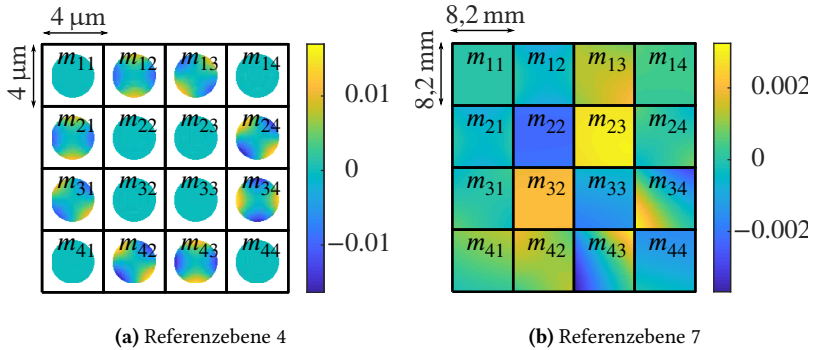 4 µm
8,2 mm
4 µm
m11 m12 m13 m14
m21 m22 m23 m24
m31 m32 m33 m34
m41 m42 m43 m44
0.01
0
−0.01
8,2 mm
m11 m12 m13 m14
m21 m22 m23 m24
m31 m32 m33 m34
m41 m42 m43 m44
0.002
0
−0.002
(a) Referenzebene 4
(b) Referenzebene 7